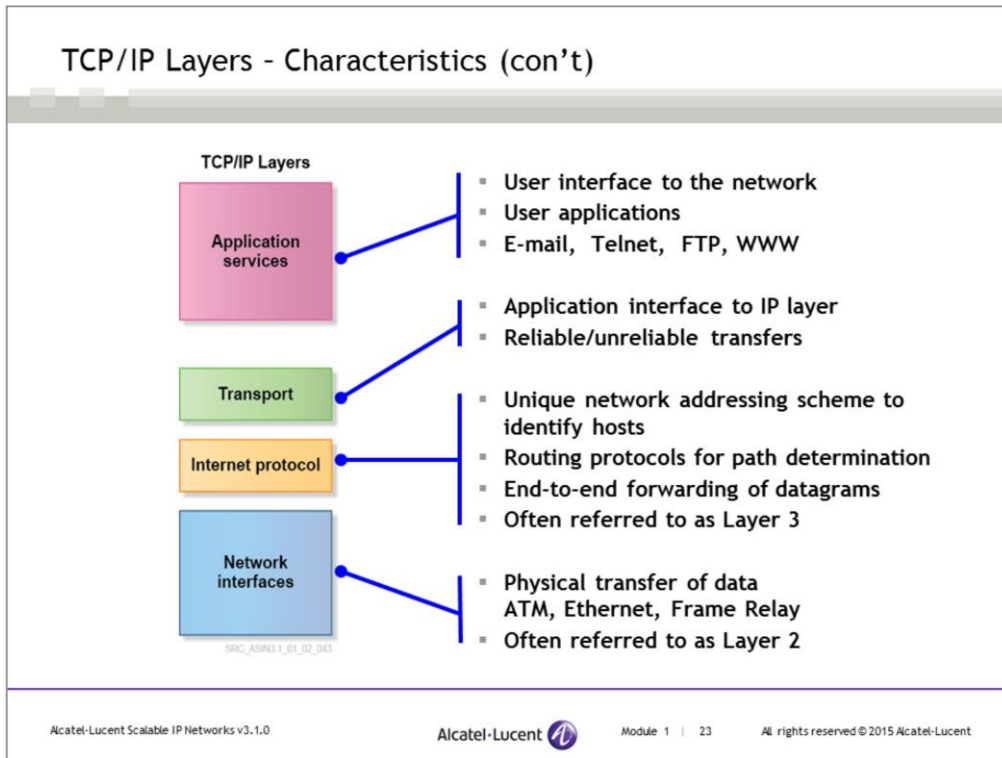 TCP/IP Layers – Characteristics (con't)
TCP/IP Layers
Application
services
▪ User interface to the network
▪ User applications
▪ E-mail, Telnet, FTP, WWW
Transport
▪ Application interface to IP layer
▪ Reliable/unreliable transfers
Internet protocol
▪ Unique network addressing scheme to
identify hosts
▪ Routing protocols for path determination
▪ End-to-end forwarding of datagrams
▪ Often referred to as Layer 3
Network
interfaces
▪ Physical transfer of data
ATM, Ethernet, Frame Relay
▪ Often referred to as Layer 2
SRC_ASIN3.1_01_02_043
Alcatel-Lucent Scalable IP Networks v3.1.0
Alcatel·Lucent
Module 1 | 23
All rights reserved © 2015 Alcatel-Lucent